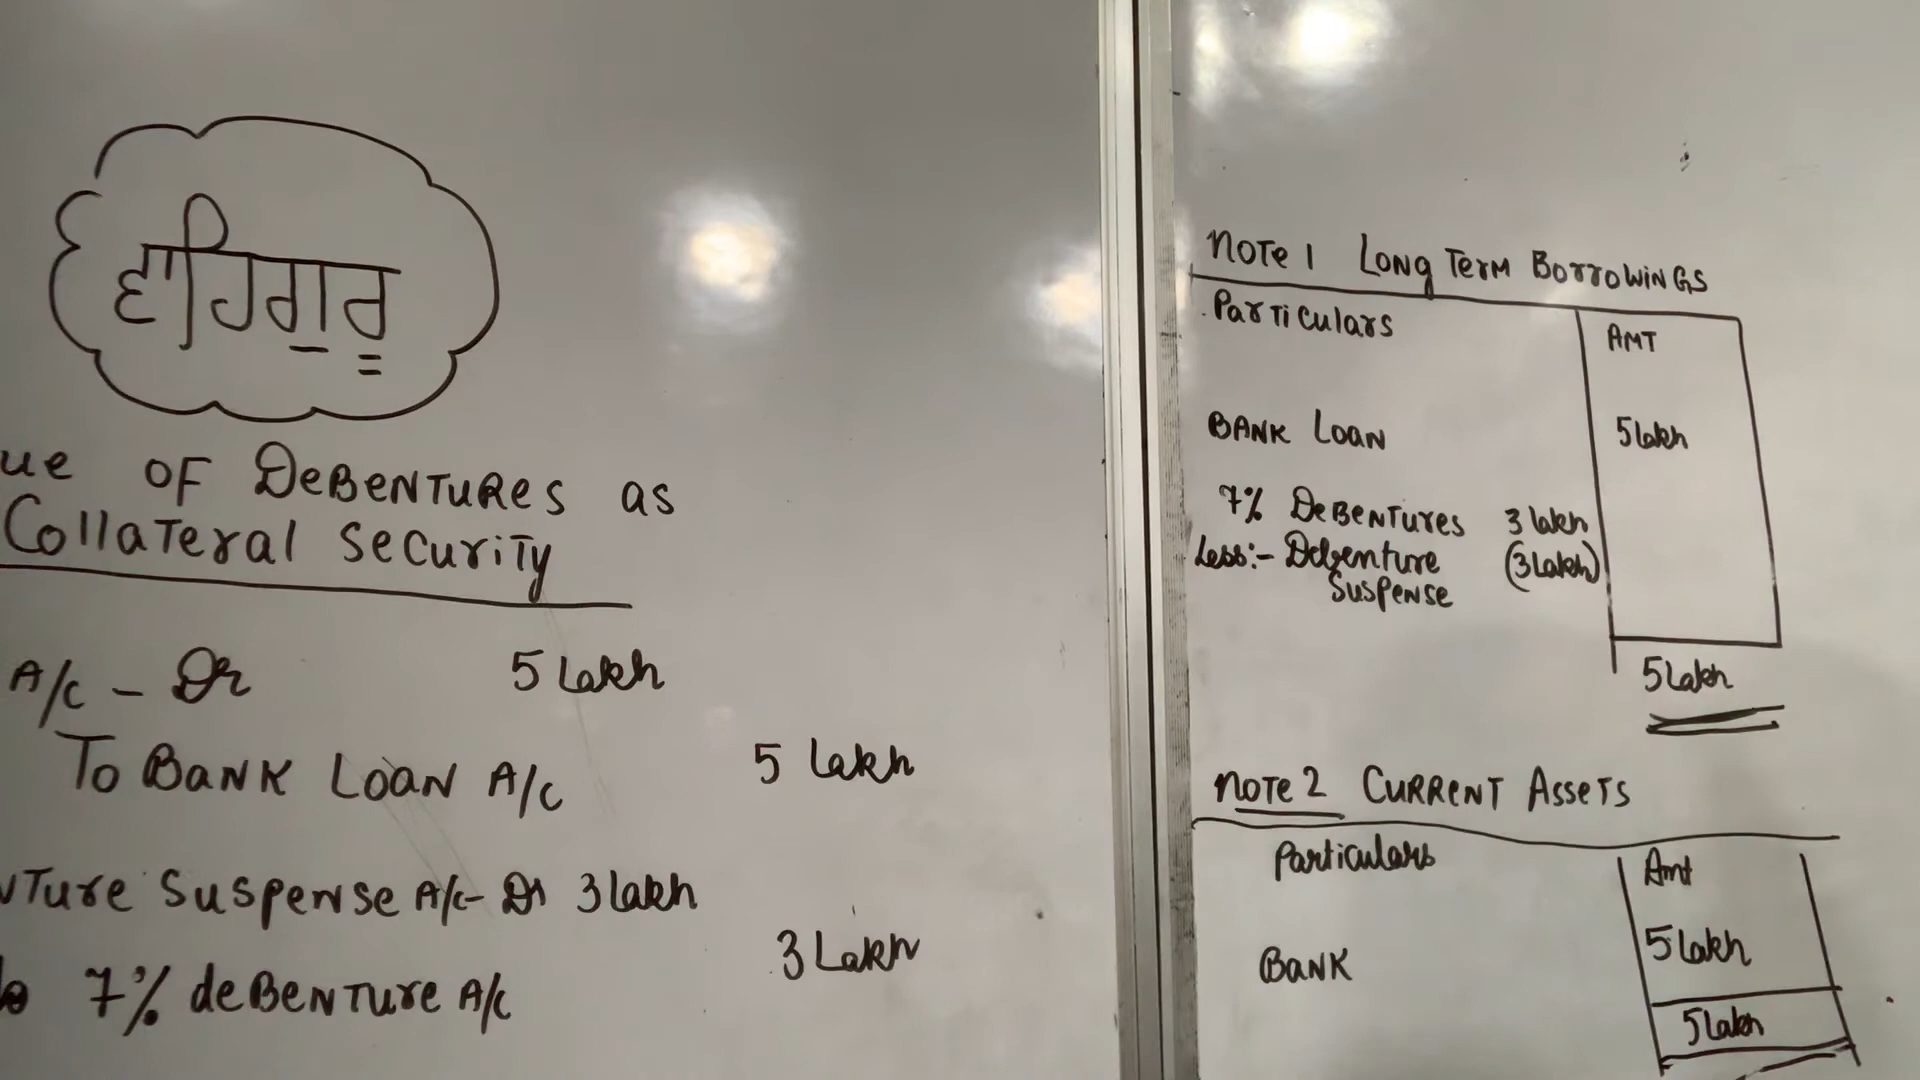 ਵਾਹਿਗੁਰੂ
ue OF DEBENTURES as
Collateral Security
A/c - Dr 5 Lakh
To BANK LOAN A/c 5 Lakh
nture Suspense A/c- Dr 3 lakh
To 7% deBENTURE A/c 3 Lakh
NOTE 1 LONG TERM BORROWINGS
Particulars AMT
BANK LOAN 5 Lakh
7% DeBENTURES 3 lakh
Less:- Debenture (3 Lakh)
Suspense
5 Lakh
NOTE 2 CURRENT ASSETS
Particulars Amt
BANK 5 Lakh
5 Lakh